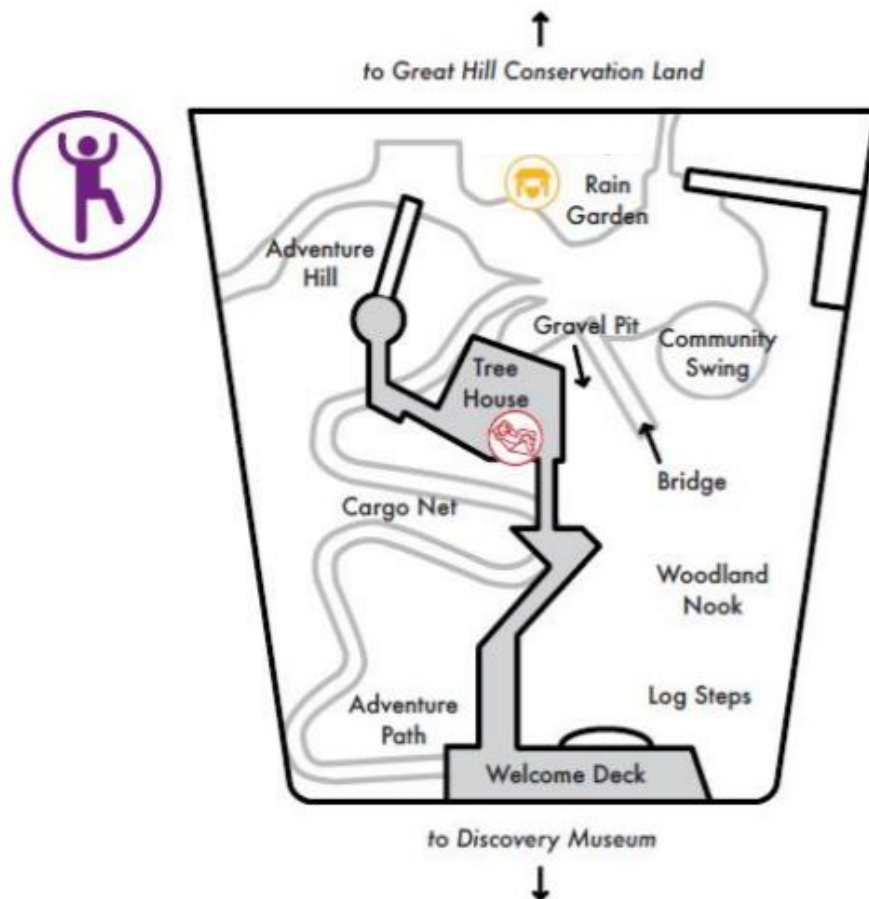 to Great Hill Conservation Land
Rain
Garden
Adventure
Hill
Gravel Pit
Community
Swing
Tree
House
Bridge
Cargo Net
Woodland
Nook
Log Steps
Adventure
Path
Welcome Deck
to Discovery Museum